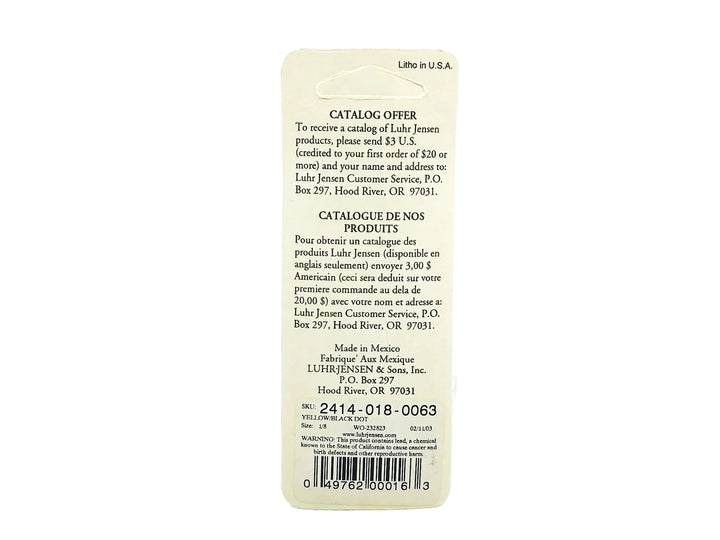 Litho in U.S.A.
CATALOG OFFER
To receive a catalog of Luhr Jensen
products, please send $3 U.S.
(credited to your first order of $20 or
more) and your name and address to:
Luhr Jensen Customer Service, P.O.
Box 297, Hood River, OR 97031.
CATALOGUE DE NOS
PRODUITS
Pour obtenir un catalogue des
produits Luhr Jensen (disponible en
anglais seulement) envoyer 3,00 $
Americain (ceci sera deduit sur votre
premiere commande au dela de
20,00 $) avec votre nom et adresse a:
Luhr Jensen Customer Service, P.O.
Box 297, Hood River, OR 97031.
Made in Mexico
Fabrique' Aux Mexique
LUHR-JENSEN & Sons, Inc.
P.O. Box 297
Hood River, OR 97031
SKU: 2414-018-0063
YELLOW/BLACK DOT
Size: 1/8 WO-232823 02/11/03
www.luhrjensen.com
WARNING: This product contains lead, a chemical
known to the State of California to cause cancer and
birth defects and other reproductive harm.
0 49762 00016 3